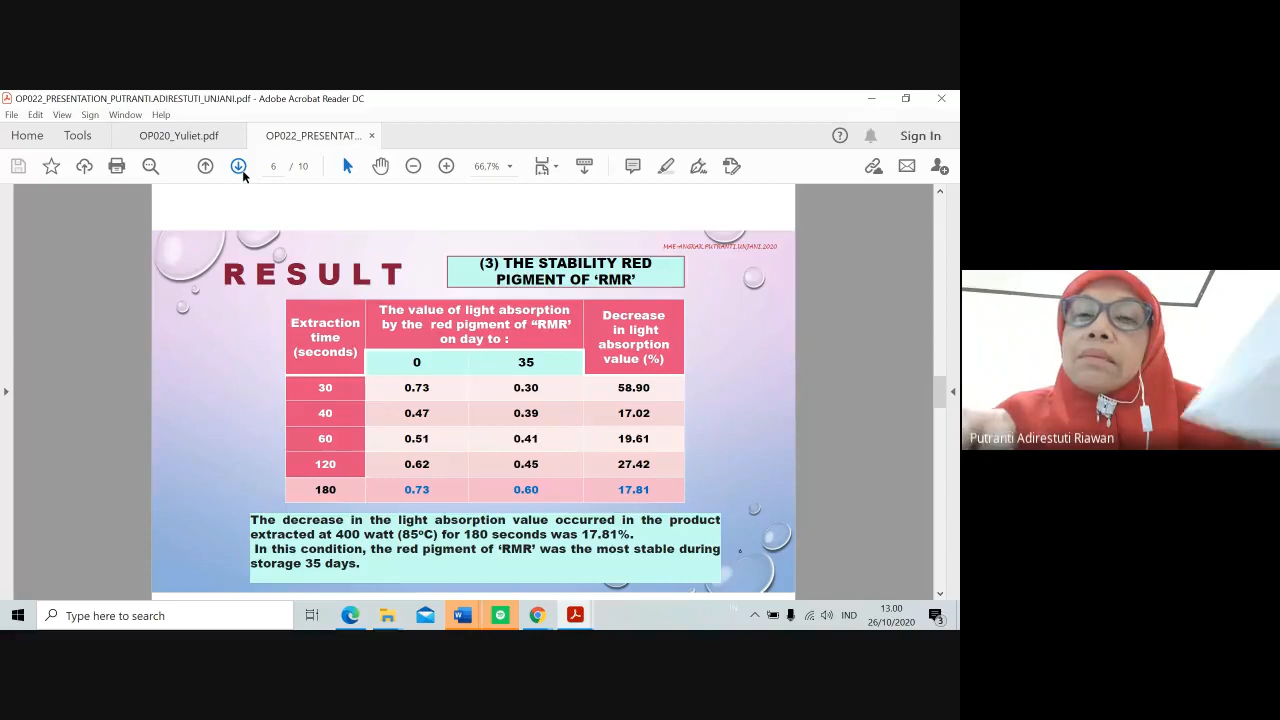 OP022_PRESENTATION_PUTRANTI.ADIRESTUTI_UNJANI.pdf - Adobe Acrobat Reader DC
File Edit View Sign Window Help
Home Tools OP020_Yuliet.pdf OP022_PRESENTAT... × Sign In
6 / 10 66.7%
MAE-ANGKAK.PUTRANTI.UNJANI.2020
RESULT
(3) THE STABILITY RED
PIGMENT OF ‘RMR’
Extraction time (seconds)
The value of light absorption
by the red pigment of “RMR’
on day to :
Decrease in light absorption value (%)
0 35
30 0.73 0.30 58.90
40 0.47 0.39 17.02
60 0.51 0.41 19.61
120 0.62 0.45 27.42
180 0.73 0.60 17.81
The decrease in the light absorption value occurred in the product
extracted at 400 watt (85ºC) for 180 seconds was 17.81%.
In this condition, the red pigment of ‘RMR’ was the most stable during
storage 35 days.
6
Putranti Adirestuti Riawan
Type here to search
IND
13.00
26/10/2020
3